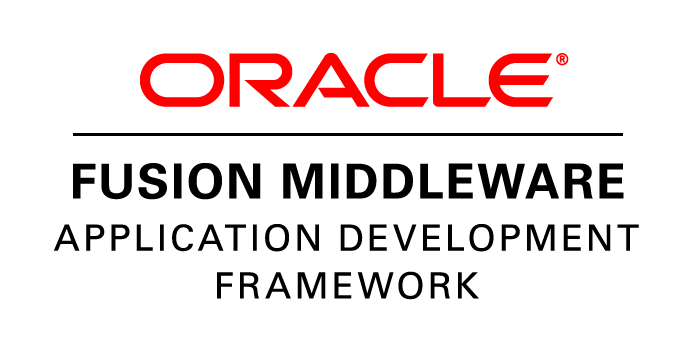 ORACLE®
FUSION MIDDLEWARE
APPLICATION DEVELOPMENT
FRAMEWORK